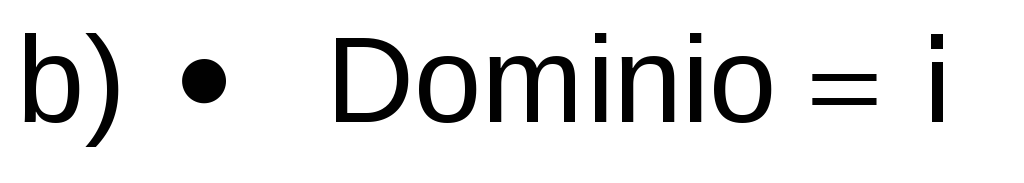 b) • Dominio = i